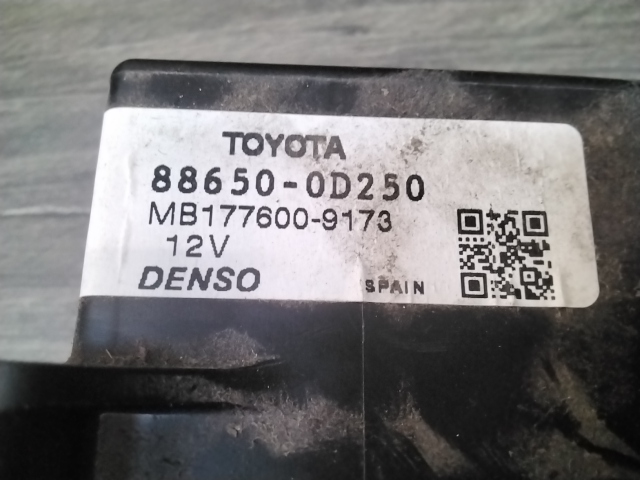 TOYOTA
88650-0D250
MB177600-9173
12V
DENSO SPAIN